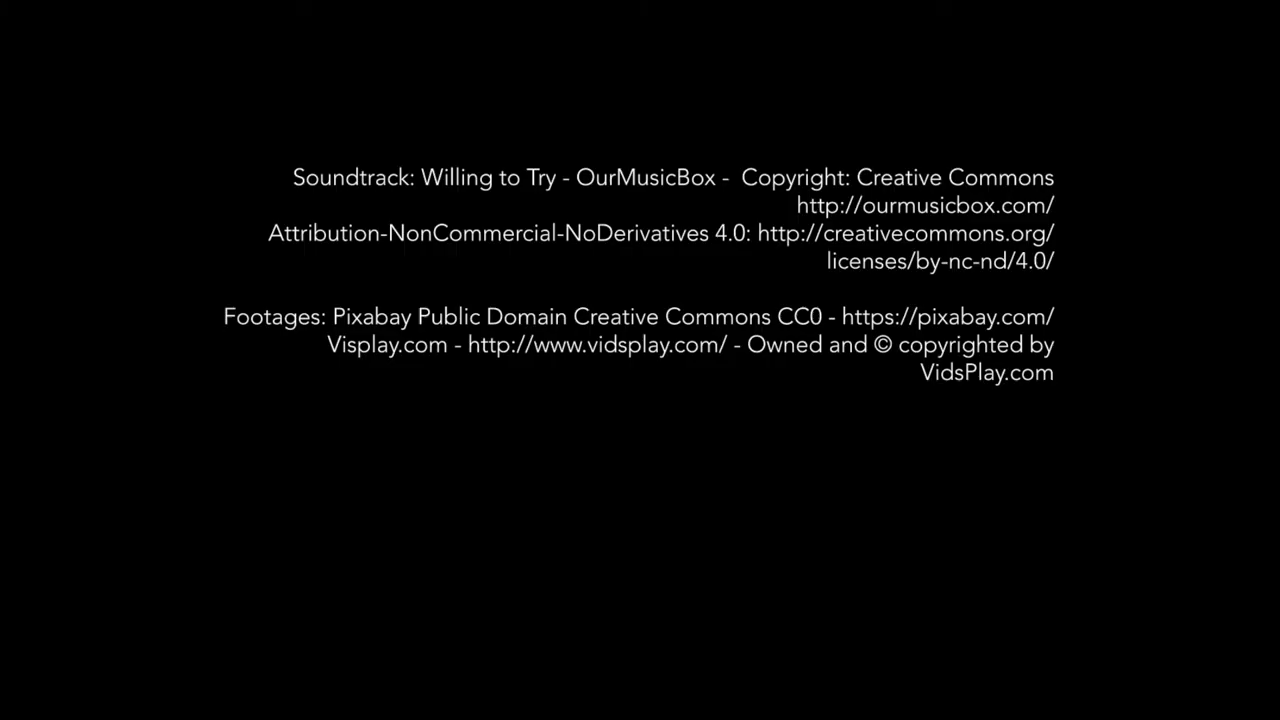 Soundtrack: Willing to Try - OurMusicBox -  Copyright: Creative Commons
http://ourmusicbox.com/
Attribution-NonCommercial-NoDerivatives 4.0: http://creativecommons.org/
licenses/by-nc-nd/4.0/
Footages: Pixabay Public Domain Creative Commons CC0 - https://pixabay.com/
Visplay.com - http://www.vidsplay.com/ - Owned and © copyrighted by
VidsPlay.com